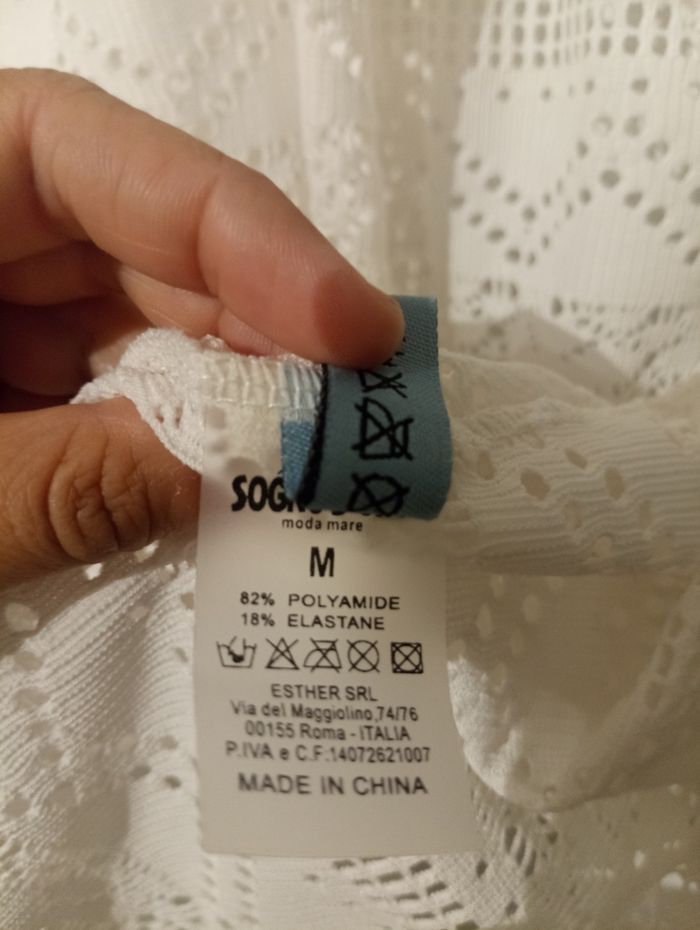 moda mare
M
82% POLYAMIDE
18% ELASTANE
ESTHER SRL
Via del Maggiolino,74/76
00155 Roma - ITALIA
P.IVA e C.F:14072621007
MADE IN CHINA